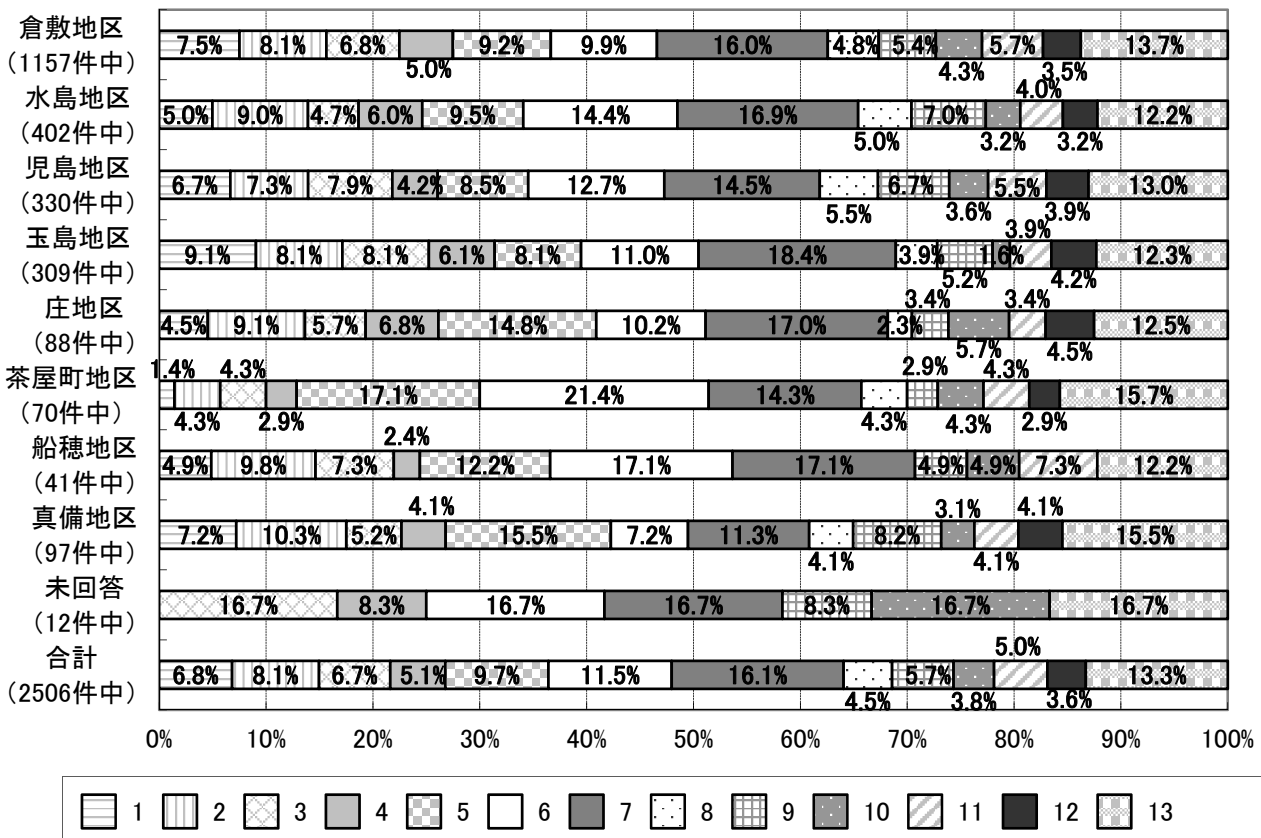 倉敷地区
(1157件中)
7.5% 8.1% 6.8% 5.0% 9.2% 9.9% 16.0% 4.8% 5.4% 4.3% 5.7% 3.5% 13.7%
水島地区
(402件中)
5.0% 9.0% 4.7% 6.0% 9.5% 14.4% 16.9% 5.0% 7.0% 3.2% 4.0% 3.2% 12.2%
児島地区
(330件中)
6.7% 7.3% 7.9% 4.2% 8.5% 12.7% 14.5% 5.5% 6.7% 3.6% 5.5% 3.9% 13.0%
玉島地区
(309件中)
9.1% 8.1% 8.1% 6.1% 8.1% 11.0% 18.4% 3.9% 5.2% 1.6% 3.9% 4.2% 12.3%
庄地区
(88件中)
4.5% 9.1% 5.7% 6.8% 14.8% 10.2% 17.0% 2.3% 3.4% 5.7% 3.4% 4.5% 12.5%
茶屋町地区
(70件中)
1.4% 4.3% 4.3% 2.9% 17.1% 21.4% 14.3% 4.3% 2.9% 4.3% 4.3% 2.9% 15.7%
船穂地区
(41件中)
4.9% 9.8% 7.3% 2.4% 12.2% 17.1% 17.1% 4.9% 4.9% 7.3% 12.2%
真備地区
(97件中)
7.2% 10.3% 5.2% 4.1% 15.5% 7.2% 11.3% 4.1% 8.2% 3.1% 4.1% 4.1% 15.5%
未回答
(12件中)
16.7% 8.3% 16.7% 16.7% 8.3% 16.7% 16.7%
合計
(2506件中)
6.8% 8.1% 6.7% 5.1% 9.7% 11.5% 16.1% 4.5% 5.7% 3.8% 5.0% 3.6% 13.3%
0% 10% 20% 30% 40% 50% 60% 70% 80% 90% 100%
1 2 3 4 5 6 7 8 9 10 11 12 13